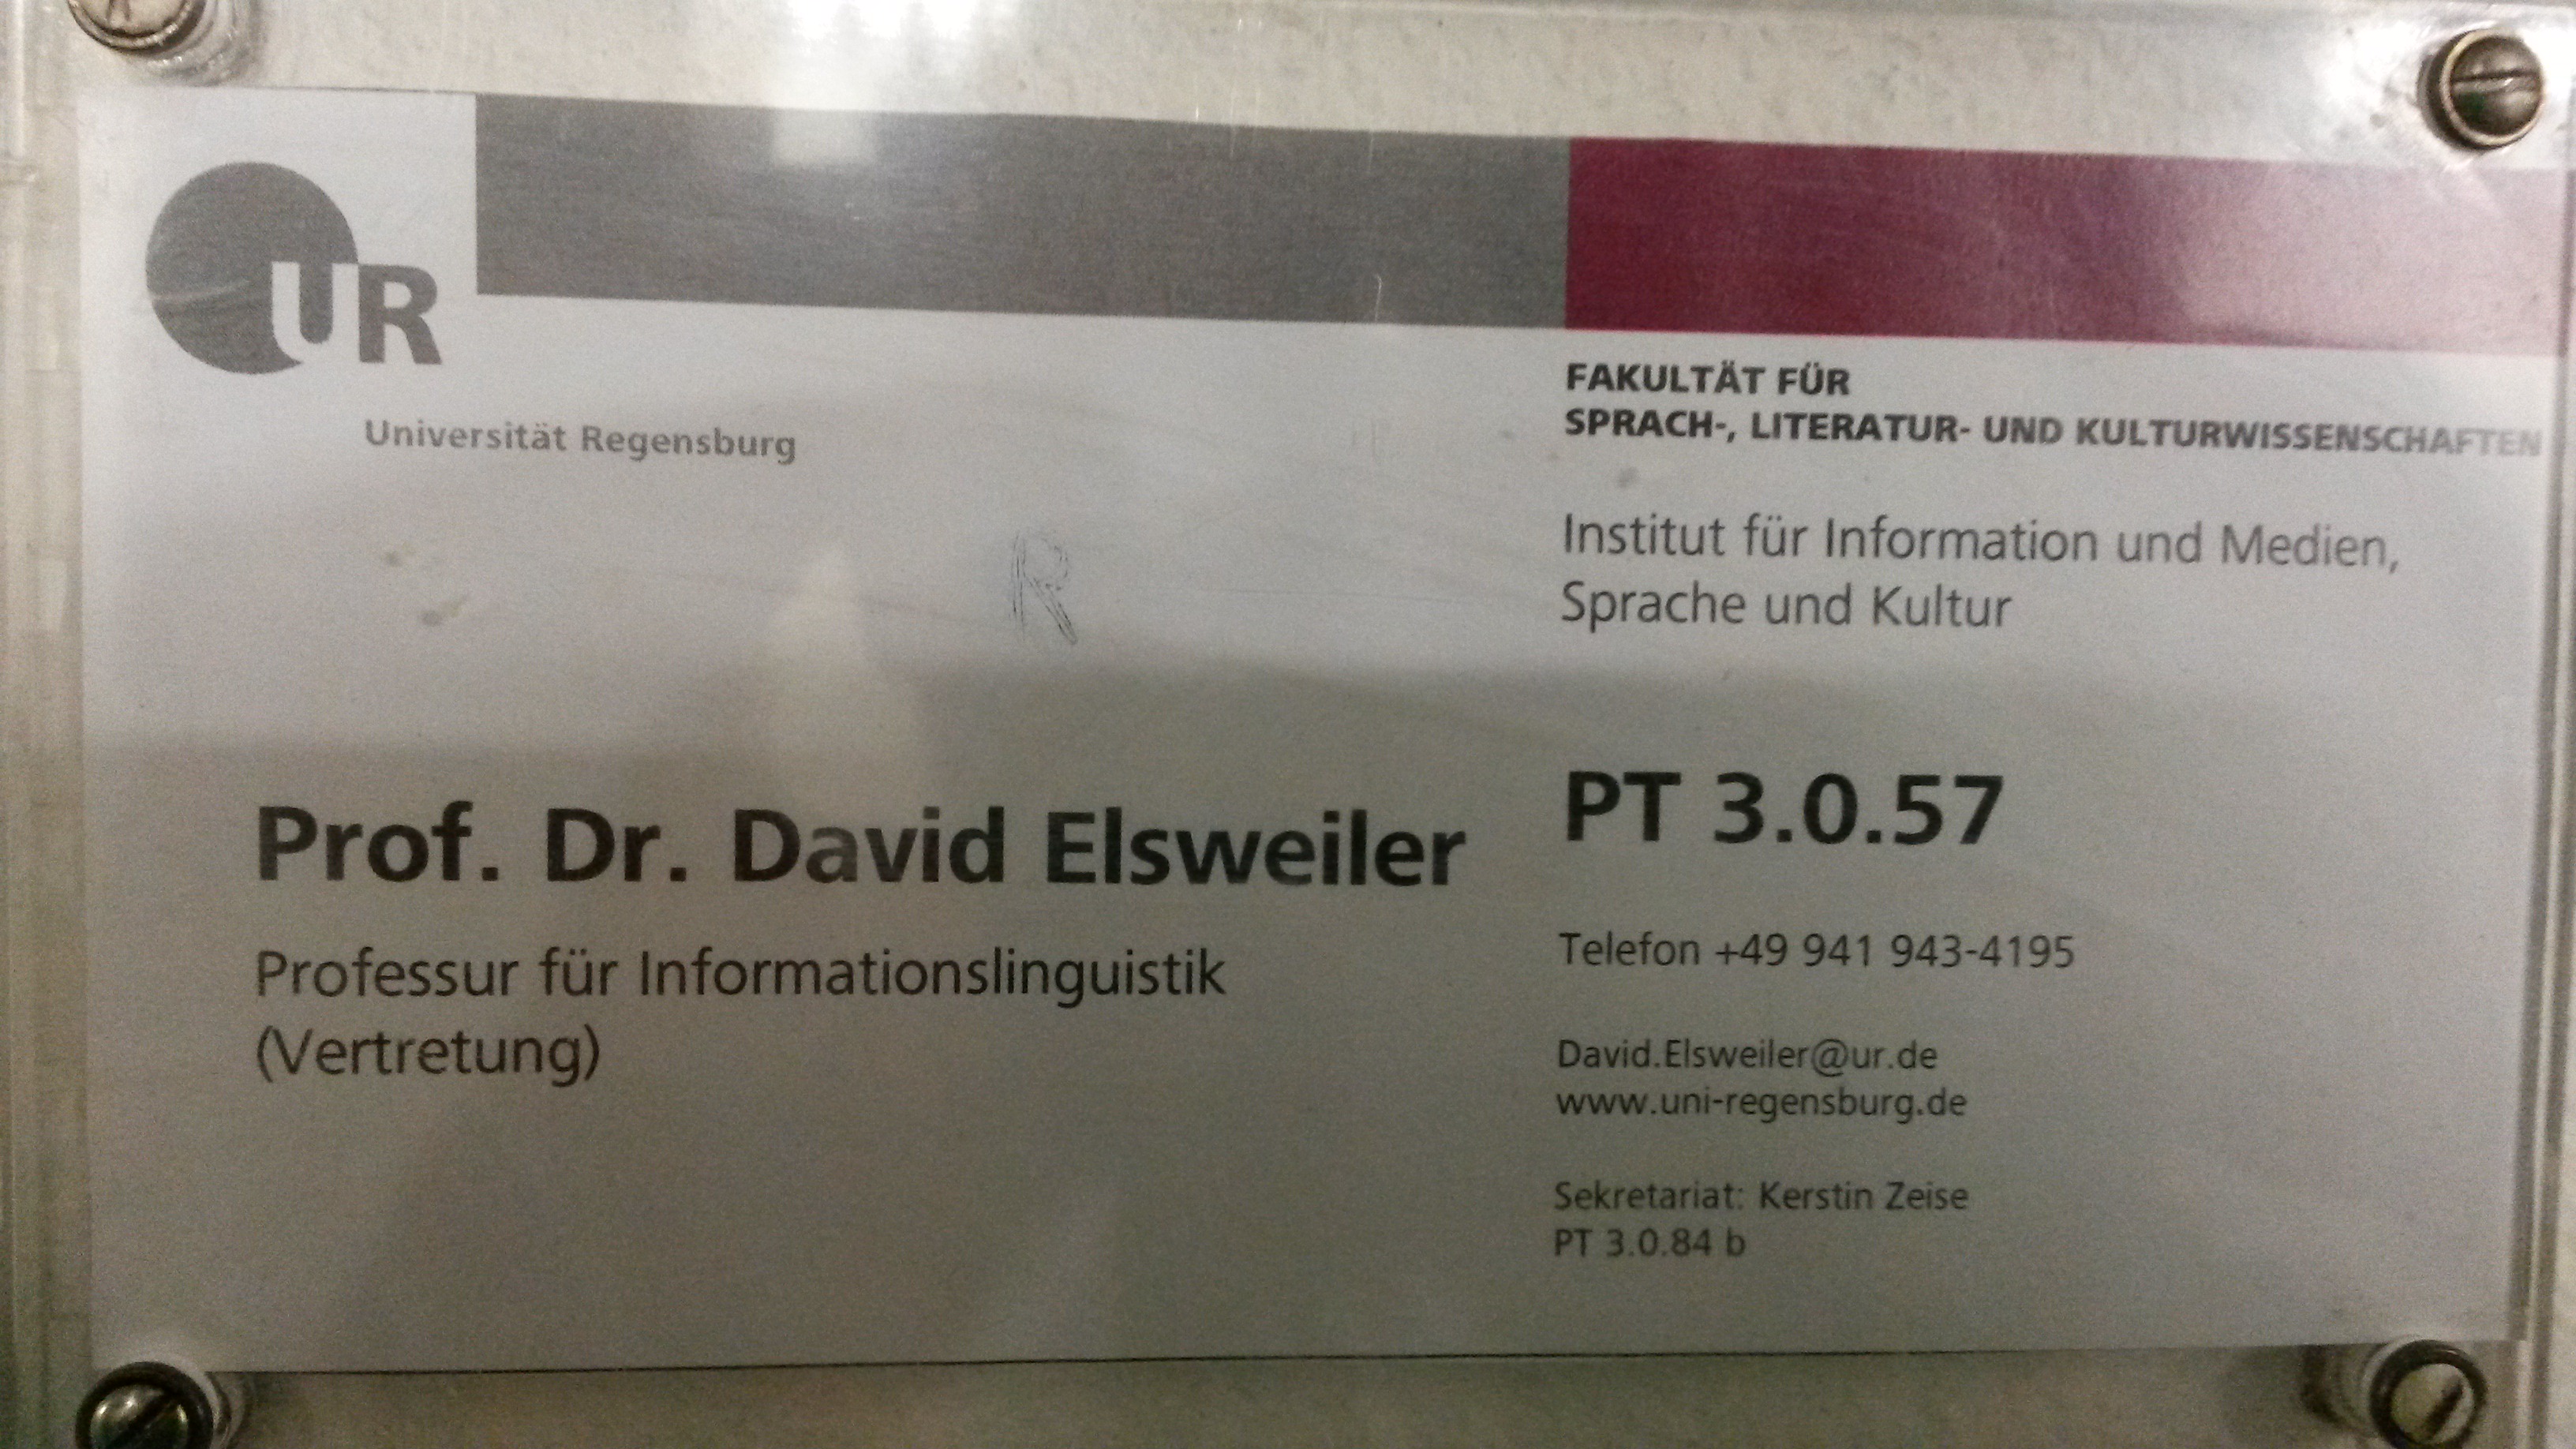 UR
Universität Regensburg
FAKULTÄT FÜR
SPRACH-, LITERATUR- UND KULTURWISSENSCHAFTEN
Institut für Information und Medien,
Sprache und Kultur
R
Prof. Dr. David Elsweiler
Professur für Informationslinguistik
(Vertretung)
PT 3.0.57
Telefon +49 941 943-4195
David.Elsweiler@ur.de
www.uni-regensburg.de
Sekretariat: Kerstin Zeise
PT 3.0.84 b